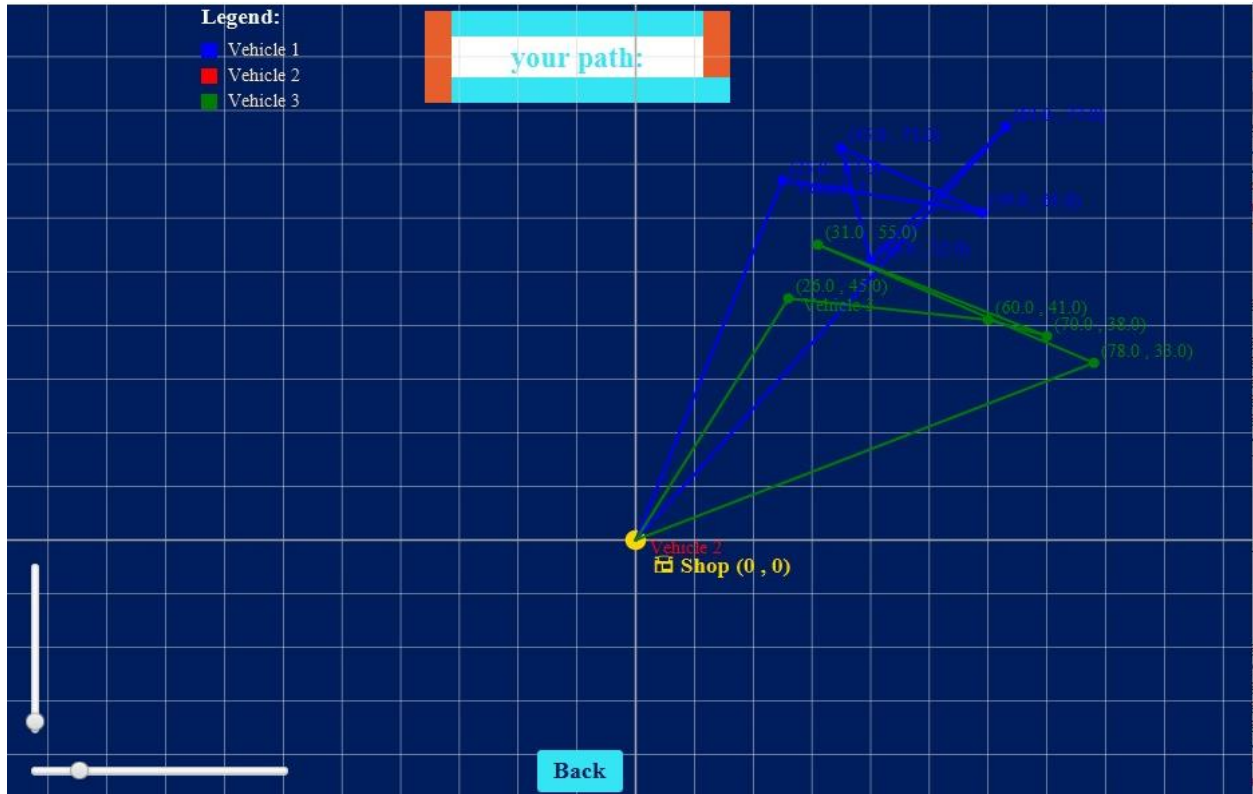 Legend:
Vehicle 1
Vehicle 2
Vehicle 3
your path:
(31.0 , 55.0)
(26.0 , 45.0)
Vehicle 3
(60.0 , 41.0)
(70.0 , 38.0)
(78.0 , 33.0)
Vehicle 2
Shop (0 , 0)
Back